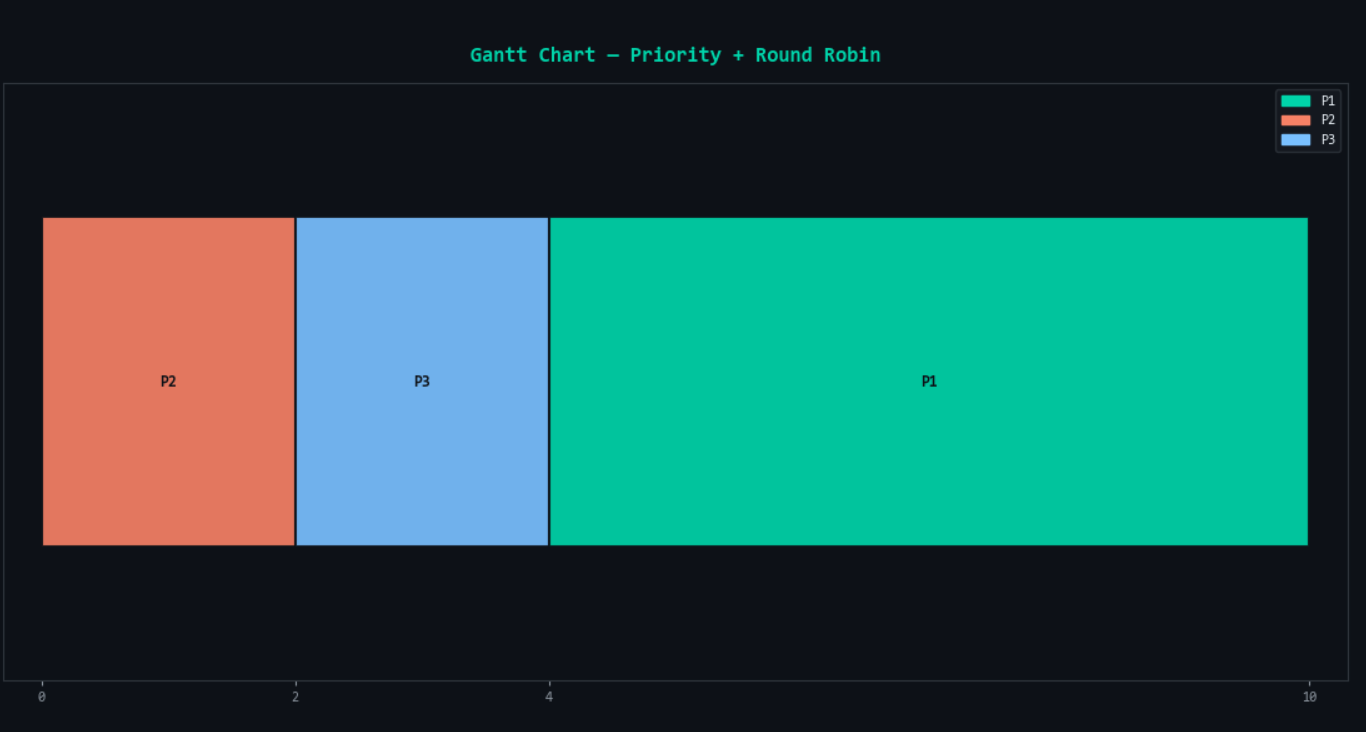 Gantt Chart — Priority + Round Robin
P1
P2
P3
P2
P3
P1
0
2
4
10